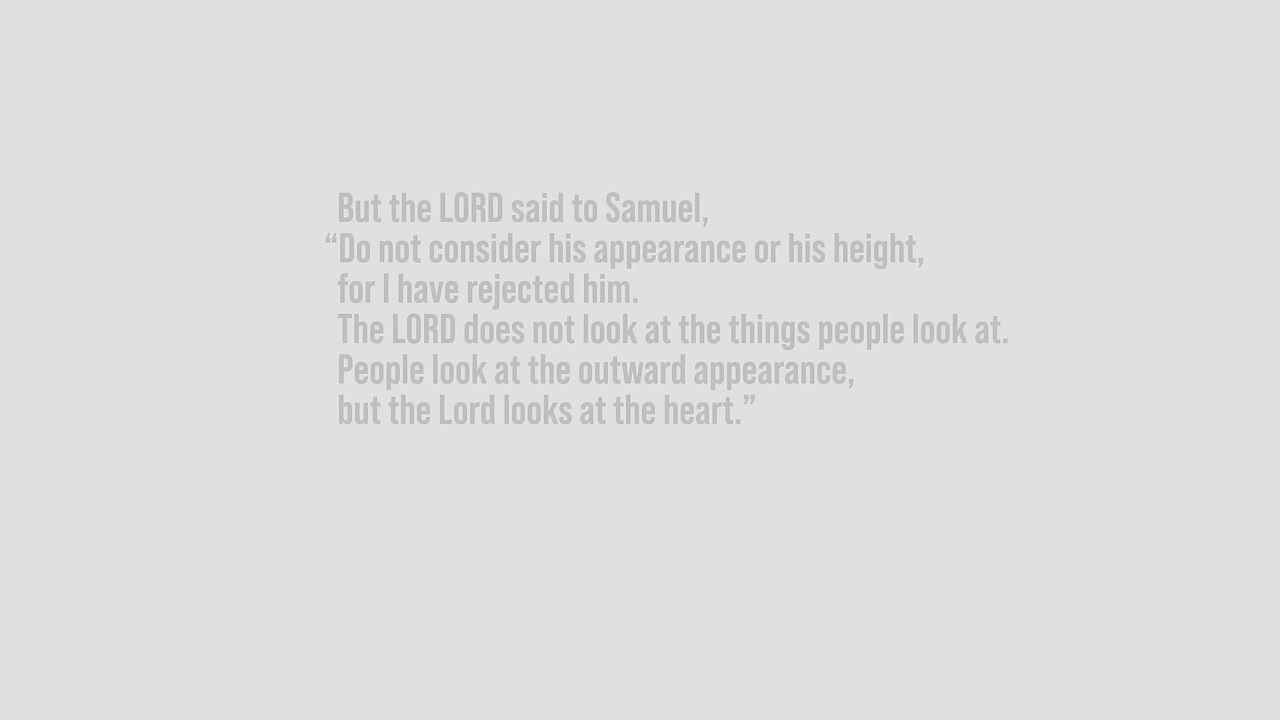 But the LORD said to Samuel,
“Do not consider his appearance or his height,
for I have rejected him.
The LORD does not look at the things people look at.
People look at the outward appearance,
but the Lord looks at the heart.”